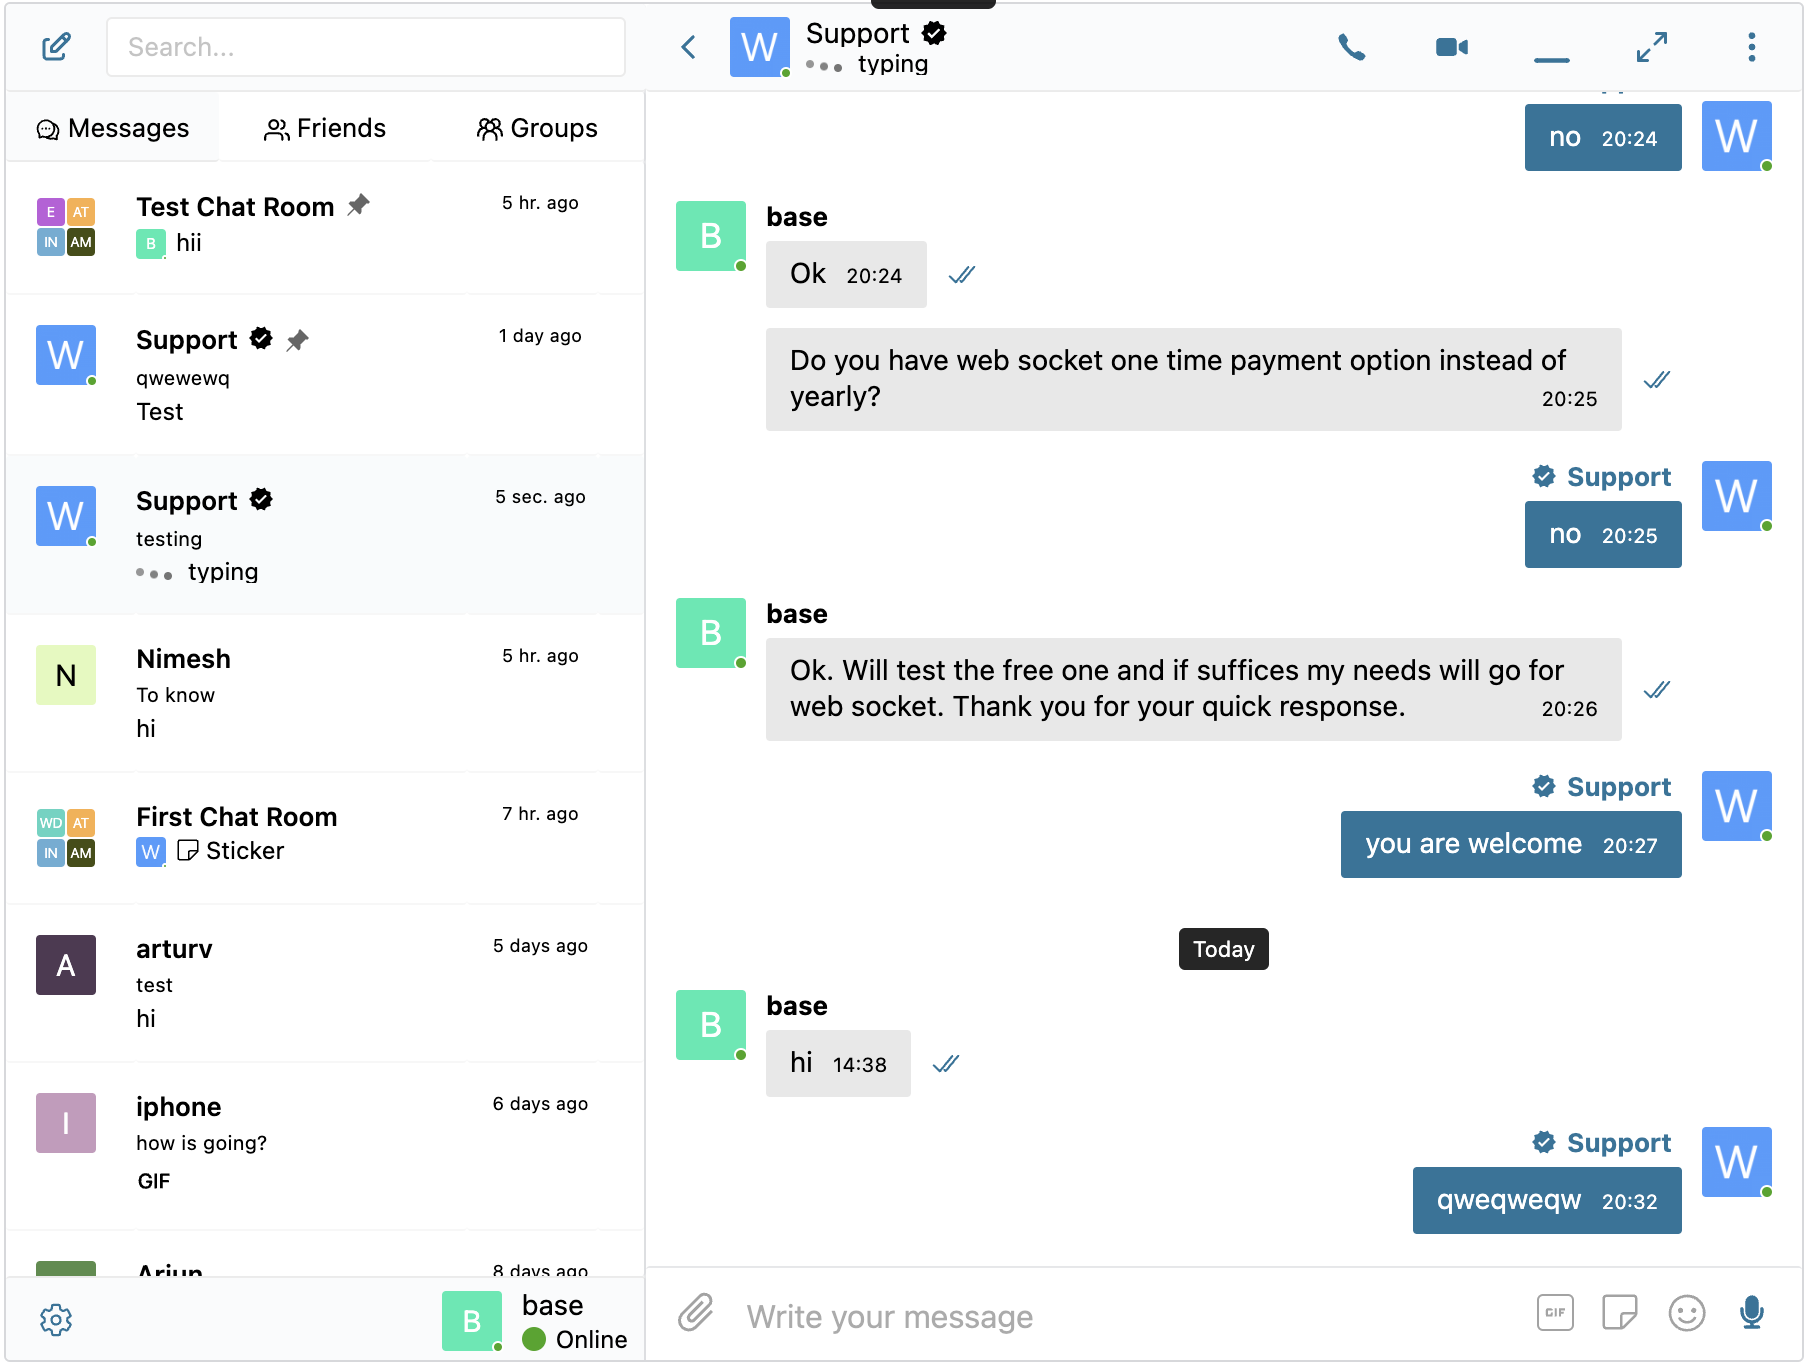 Search...
Messages
Friends
Groups
E
AT
IN
AM
Test Chat Room
5 hr. ago
B
hii
W
Support
1 day ago
qwewewq
Test
W
Support
5 sec. ago
testing
typing
N
Nimesh
5 hr. ago
To know
hi
WD
AT
IN
AM
First Chat Room
7 hr. ago
W
Sticker
A
arturv
5 days ago
test
hi
I
iphone
6 days ago
how is going?
GIF
Arjun
8 days ago
B
base
Online
W
Support
typing
no 20:24
W
B
base
Ok 20:24
Do you have web socket one time payment option instead of
yearly?
20:25
Support
W
no 20:25
B
base
Ok. Will test the free one and if suffices my needs will go for
web socket. Thank you for your quick response.
20:26
Support
W
you are welcome 20:27
Today
B
base
hi 14:38
Support
W
qweqweqw 20:32
Write your message
GIF